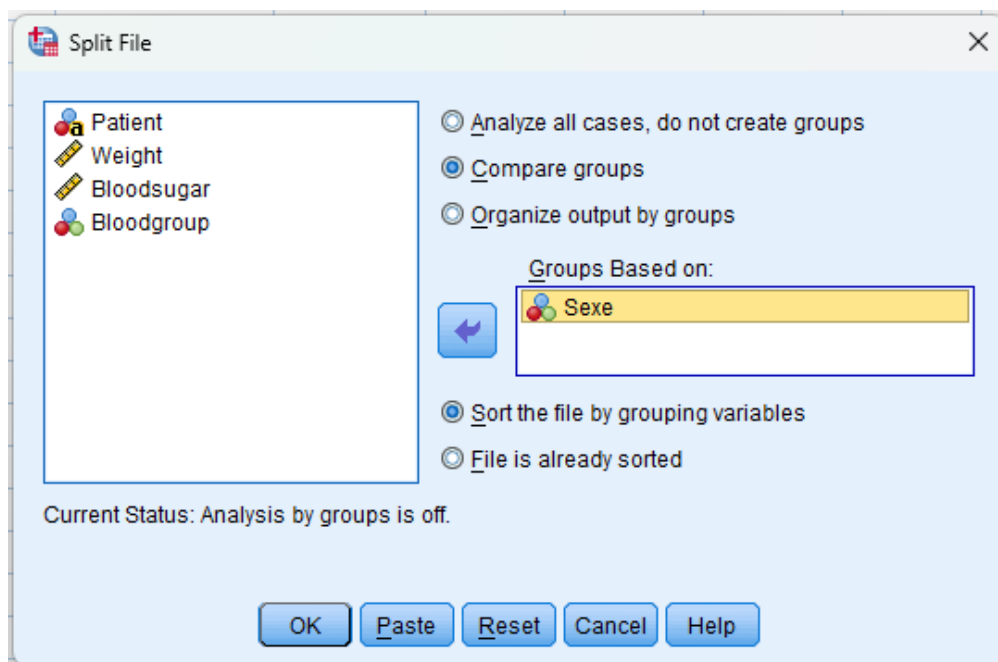 Split File
Patient
Weight
Bloodsugar
Bloodgroup
Analyze all cases, do not create groups
Compare groups
Organize output by groups
Groups Based on:
Sexe
Sort the file by grouping variables
File is already sorted
Current Status: Analysis by groups is off.
OK Paste Reset Cancel Help